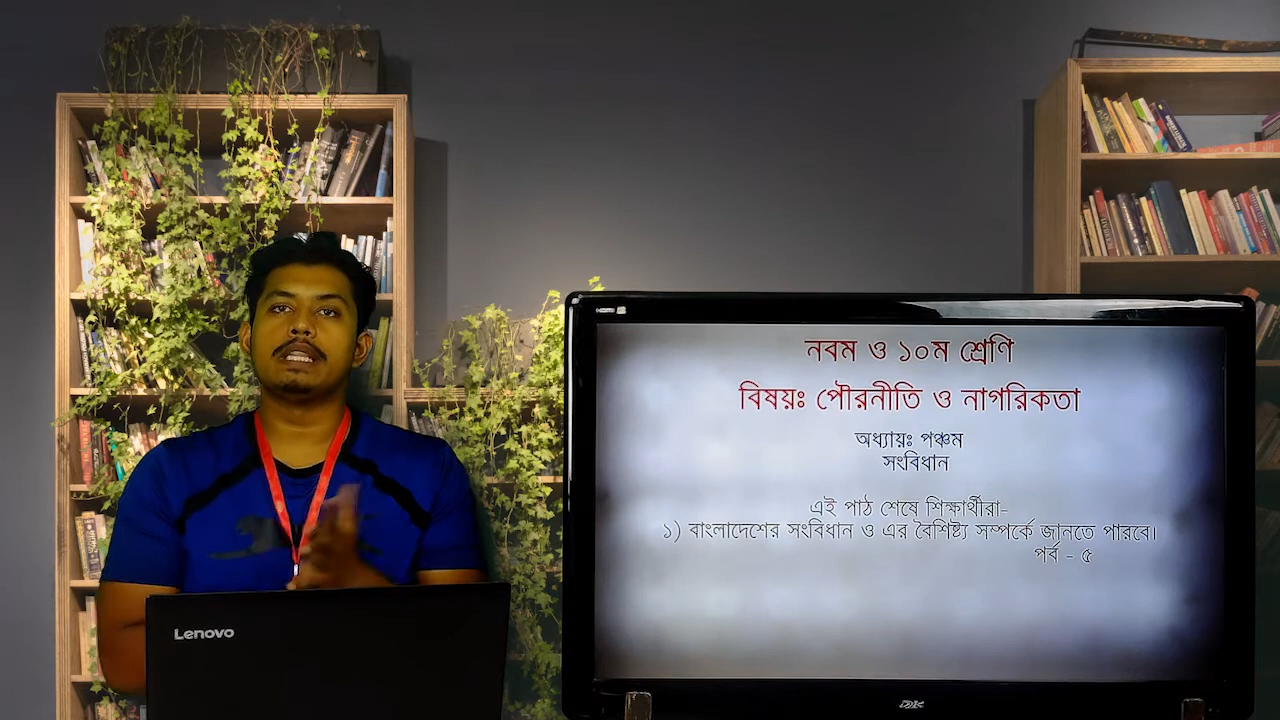 নবম ও ১০ম শ্রেণি
বিষয়ঃ পৌরনীতি ও নাগরিকতা
অধ্যায়ঃ পঞ্চম
সংবিধান
এই পাঠ শেষে শিক্ষার্থীরা-
১) বাংলাদেশের সংবিধান ও এর বৈশিষ্ট্য সম্পর্কে জানতে পারবে।
পর্ব - ৫
Lenovo